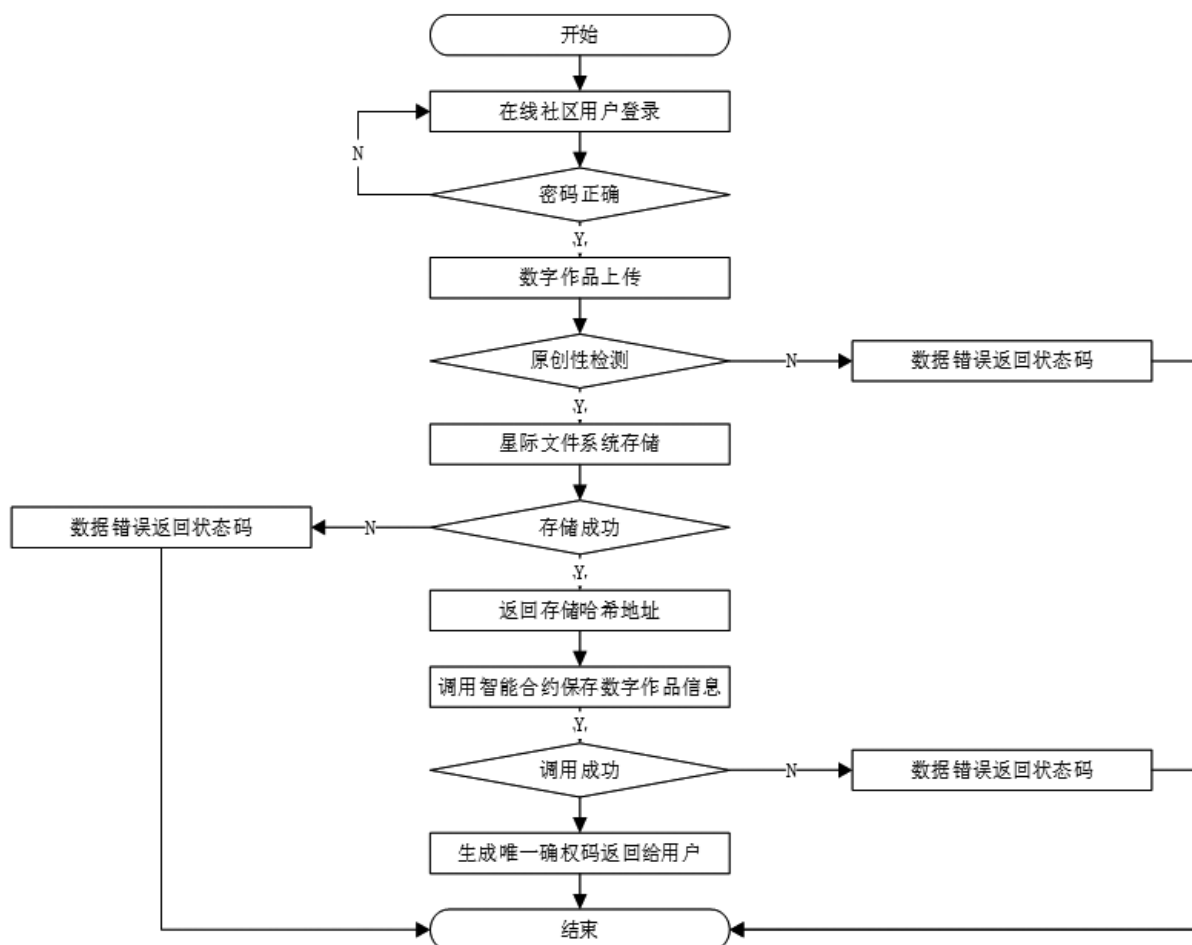 开始
在线社区用户登录
N
密码正确
Y
数字作品上传
原创性检测
N
数据错误返回状态码
Y
星际文件系统存储
数据错误返回状态码
N
存储成功
Y
返回存储哈希地址
调用智能合约保存数字作品信息
Y
调用成功
N
数据错误返回状态码
生成唯一确权码返回给用户
结束